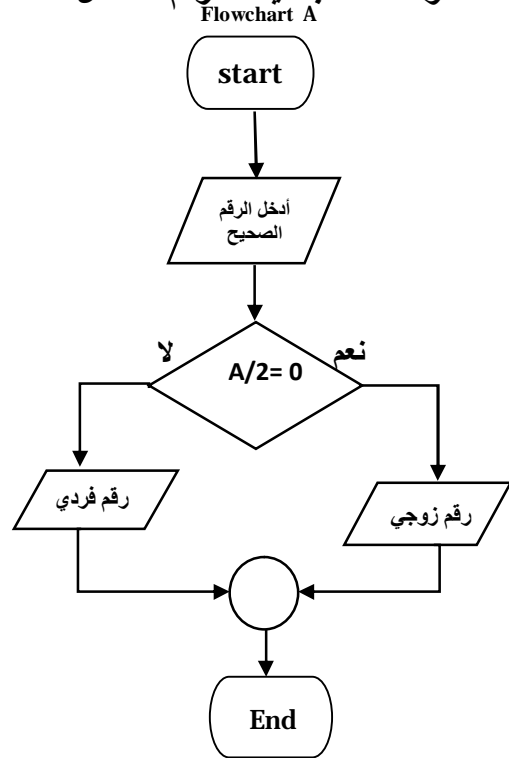 Flowchart A
start
أدخل الرقم
الصحيح
لا
نعم
A/2= 0
رقم فردي
رقم زوجي
End